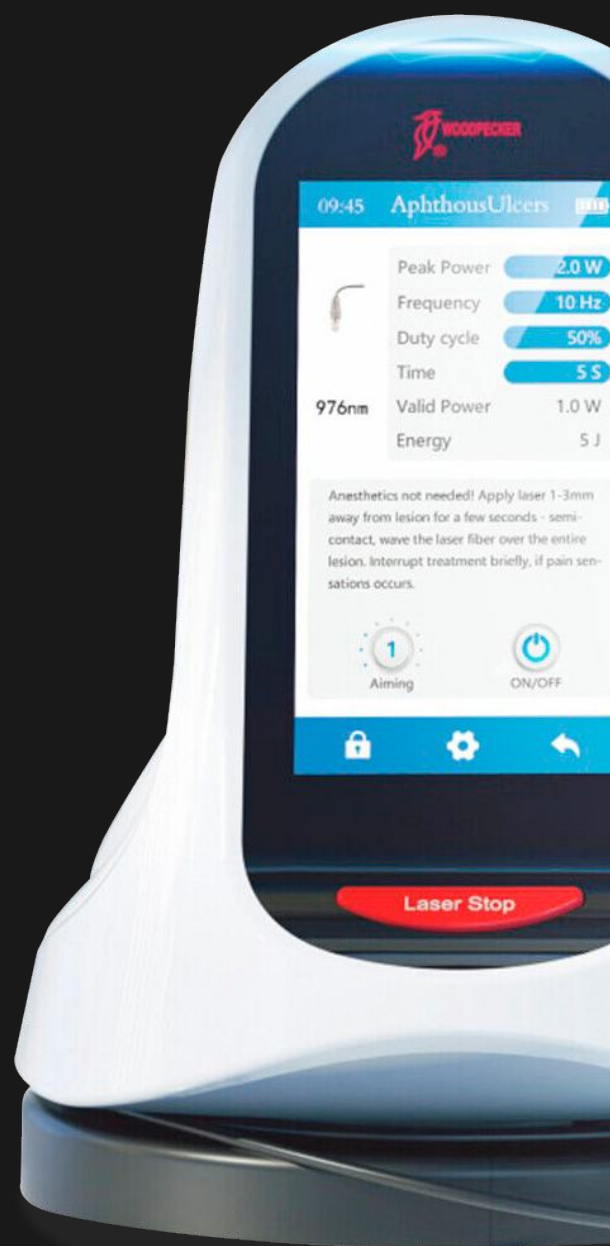 WOODPECKER
®
09:45 AphthousUlcers
Peak Power 2.0 W
Frequency 10 Hz
Duty cycle 50%
Time 5 S
976nm Valid Power 1.0 W
Energy 5 J
Anesthetics not needed! Apply laser 1-3mm
away from lesion for a few seconds - semi-
contact, wave the laser fiber over the entire
lesion. Interrupt treatment briefly, if pain sen-
sations occurs.
1
Aiming ON/OFF
Laser Stop